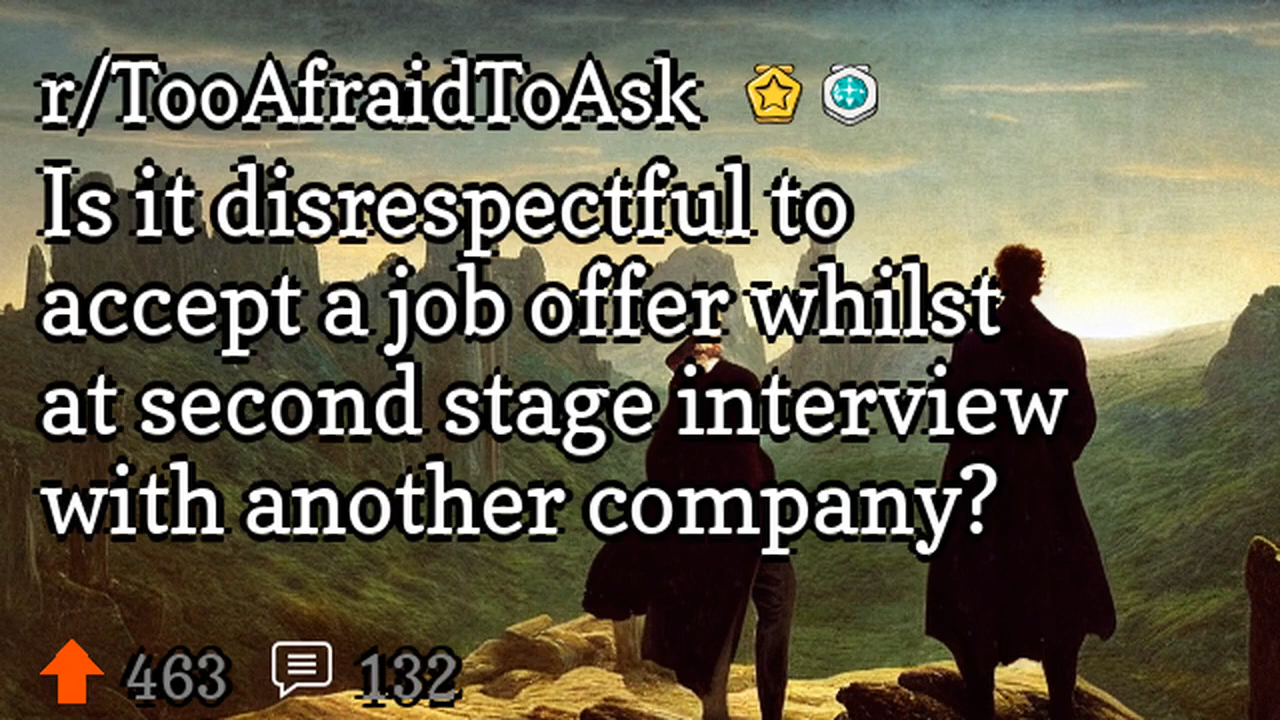 r/TooAfraidToAsk
Is it disrespectful to
accept a job offer whilst
at second stage interview
with another company?
463 132